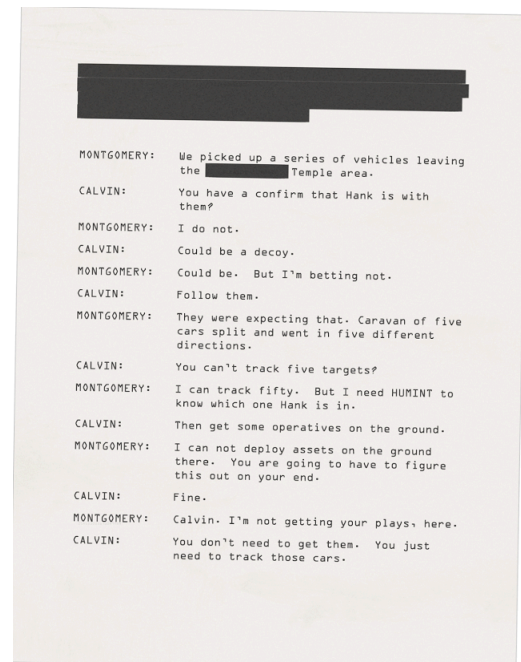 MONTGOMERY: We picked up a series of vehicles leaving
the Temple area.
CALVIN: You have a confirm that Hank is with
them?
MONTGOMERY: I do not.
CALVIN: Could be a decoy.
MONTGOMERY: Could be. But I'm betting not.
CALVIN: Follow them.
MONTGOMERY: They were expecting that. Caravan of five
cars split and went in five different
directions.
CALVIN: You can't track five targets?
MONTGOMERY: I can track fifty. But I need HUMINT to
know which one Hank is in.
CALVIN: Then get some operatives on the ground.
MONTGOMERY: I can not deploy assets on the ground
there. You are going to have to figure
this out on your end.
CALVIN: Fine.
MONTGOMERY: Calvin. I'm not getting your plays, here.
CALVIN: You don't need to get them. You just
need to track those cars.